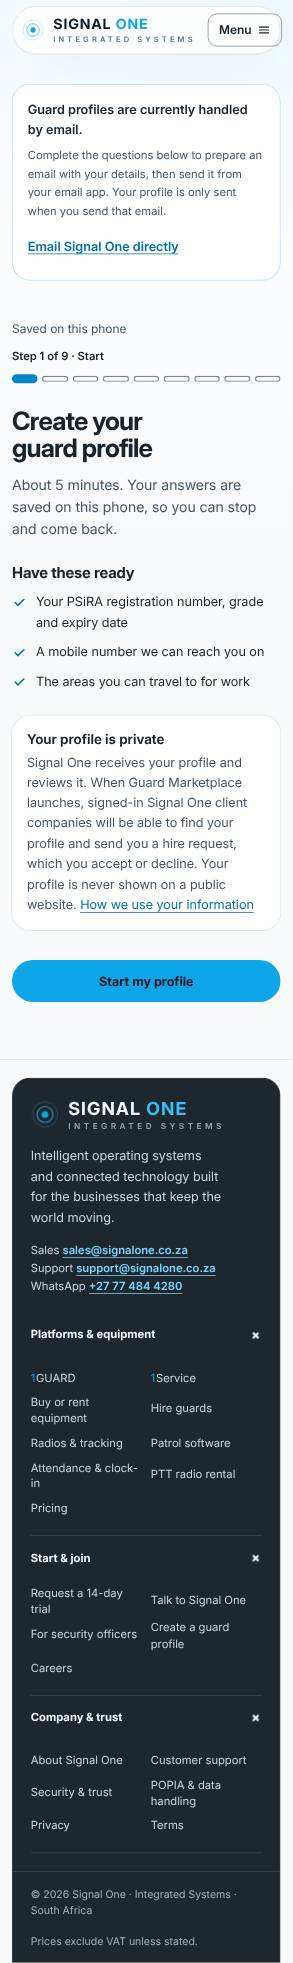 SIGNAL ONE
INTEGRATED SYSTEMS
Menu
Guard profiles are currently handled
by email.
Complete the questions below to prepare an
email with your details, then send it from
your email app. Your profile is only sent
when you send that email.
Email Signal One directly
Saved on this phone
Step 1 of 9 · Start
Create your
guard profile
About 5 minutes. Your answers are
saved on this phone, so you can stop
and come back.
Have these ready
Your PSiRA registration number, grade
and expiry date
A mobile number we can reach you on
The areas you can travel to for work
Your profile is private
Signal One receives your profile and
reviews it. When Guard Marketplace
launches, signed-in Signal One client
companies will be able to find your
profile and send you a hire request,
which you accept or decline. Your
profile is never shown on a public
website. How we use your information
Start my profile
SIGNAL ONE
INTEGRATED SYSTEMS
Intelligent operating systems
and connected technology built
for the businesses that keep the
world moving.
Sales sales@signalone.co.za
Support support@signalone.co.za
WhatsApp +27 77 484 4280
Platforms & equipment
1GUARD
1Service
Buy or rent
equipment
Hire guards
Radios & tracking
Patrol software
Attendance & clock-
in
PTT radio rental
Pricing
Start & join
Request a 14-day
trial
Talk to Signal One
For security officers
Create a guard
profile
Careers
Company & trust
About Signal One
Customer support
Security & trust
POPIA & data
handling
Privacy
Terms
© 2026 Signal One · Integrated Systems ·
South Africa
Prices exclude VAT unless stated.